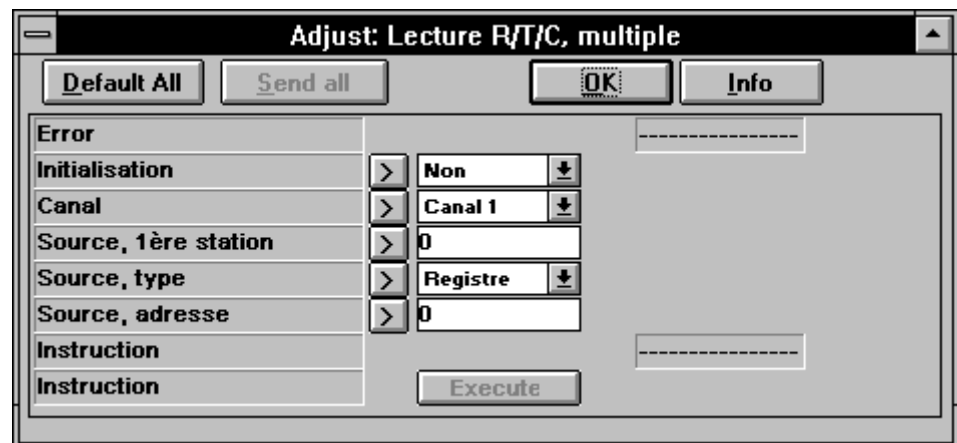 Adjust: Lecture R/T/C, multiple
Default All Send all OK Info
Error ---------------
Initialisation > Non
Canal > Canal 1
Source, 1ère station > 0
Source, type > Registre
Source, adresse > 0
Instruction ---------------
Instruction Execute